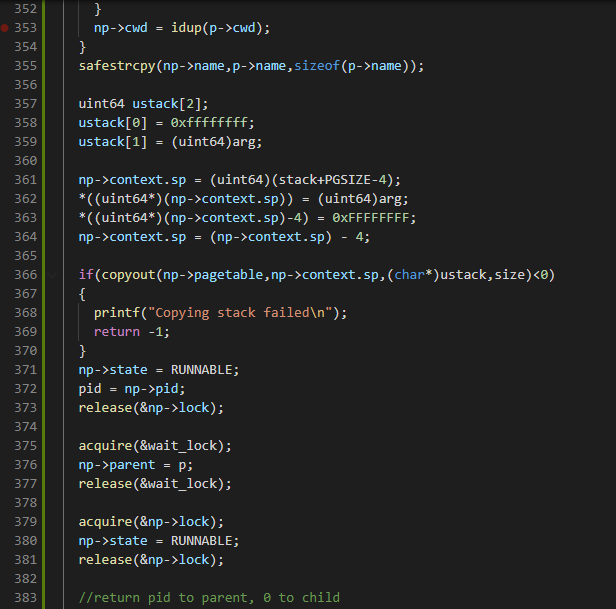 352 }
353 np->cwd = idup(p->cwd);
354 }
355 safestrcpy(np->name,p->name,sizeof(p->name));
356
357 uint64 ustack[2];
358 ustack[0] = 0xffffffff;
359 ustack[1] = (uint64)arg;
360
361 np->context.sp = (uint64)(stack+PGSIZE-4);
362 *((uint64*)(np->context.sp)) = (uint64)arg;
363 *((uint64*)(np->context.sp)-4) = 0xFFFFFFFF;
364 np->context.sp = (np->context.sp) - 4;
365
366 if(copyout(np->pagetable,np->context.sp,(char*)ustack,size)<0)
367 {
368 printf("Copying stack failed\n");
369 return -1;
370 }
371 np->state = RUNNABLE;
372 pid = np->pid;
373 release(&np->lock);
374
375 acquire(&wait_lock);
376 np->parent = p;
377 release(&wait_lock);
378
379 acquire(&np->lock);
380 np->state = RUNNABLE;
381 release(&np->lock);
382
383 //return pid to parent, 0 to child